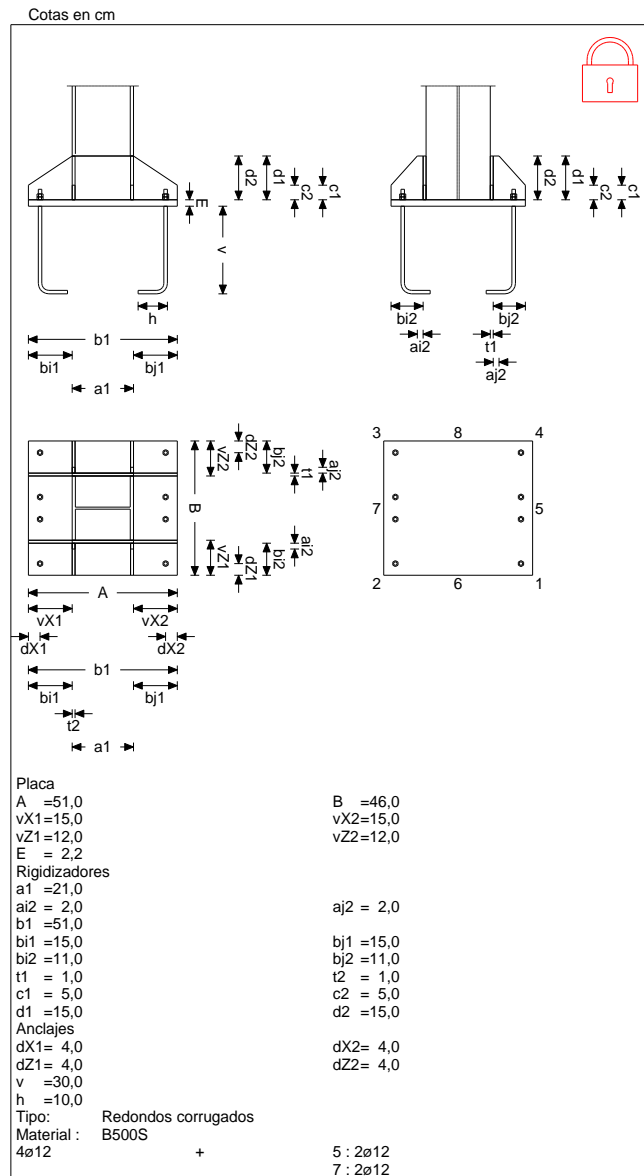 Cotas en cm
d2
d1
c2
c1
E
v
h
b1
bi1
bj1
a1
d2
d1
c2
c1
bi2
bj2
ai2
t1
aj2
vZ2
dZ2
bj2
t1
aj2
B
vZ1
dZ1
bi2
ai2
A
vX1
vX2
dX1
dX2
b1
bi1
bj1
t2
a1
3
8
4
7
5
2
6
1
Placa
A =51,0 B =46,0
vX1=15,0 vX2=15,0
vZ1=12,0 vZ2=12,0
E = 2,2
Rigidizadores
a1 =21,0
ai2 = 2,0 aj2 = 2,0
b1 =51,0
bi1 =15,0 bj1 =15,0
bi2 =11,0 bj2 =11,0
t1 = 1,0 t2 = 1,0
c1 = 5,0 c2 = 5,0
d1 =15,0 d2 =15,0
Anclajes
dX1= 4,0 dX2= 4,0
dZ1= 4,0 dZ2= 4,0
v =30,0
h =10,0
Tipo: Redondos corrugados
Material : B500S
4ø12 + 5 : 2ø12
7 : 2ø12